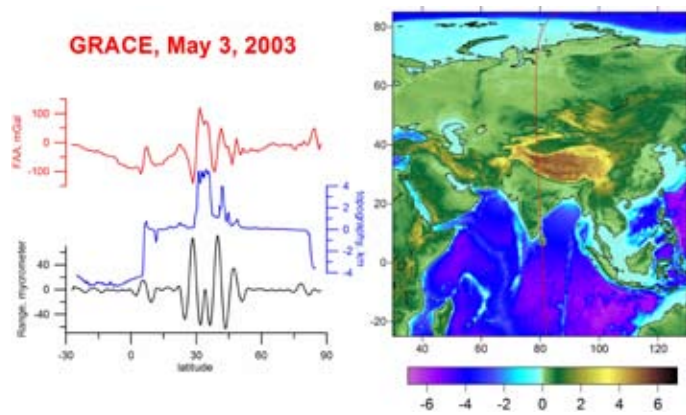 GRACE, May 3, 2003
FAA, mGal
100
0
-100
topography, km
4
2
0
-2
-4
Range, mycrometer
40
0
-40
-30 0 30 60 90
latitude
80
60
40
20
0
-20
40 60 80 100 120
-6 -4 -2 0 2 4 6